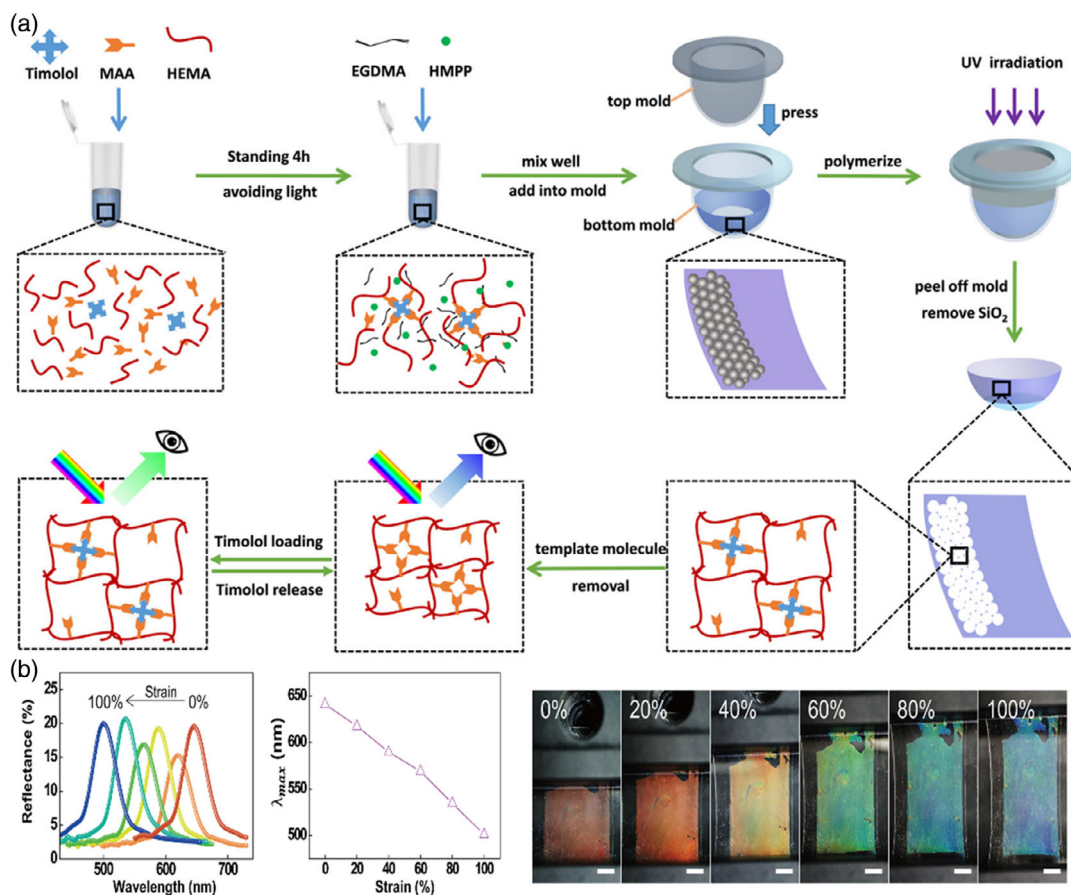 (a)
Timolol MAA HEMA
EGDMA HMPP
top mold
press
UV irradiation
Standing 4h
avoiding light
mix well
add into mold
bottom mold
polymerize
peel off mold
remove SiO₂
Timolol loading
Timolol release
template molecule
removal
(b)
Reflectance (%)
25
20
15
10
5
0
100% Strain 0%
500 600 700
Wavelength (nm)
λmax (nm)
650
600
550
500
0 20 40 60 80 100
Strain (%)
0% 20% 40% 60% 80% 100%